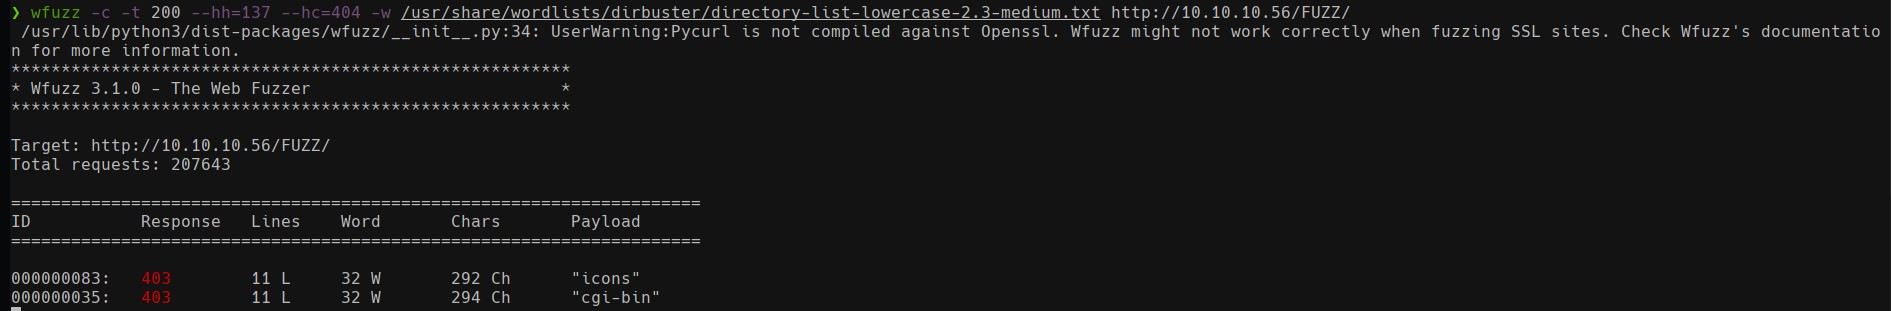 ❯ wfuzz -c -t 200 --hh=137 --hc=404 -w /usr/share/wordlists/dirbuster/directory-list-lowercase-2.3-medium.txt http://10.10.10.56/FUZZ/
/usr/lib/python3/dist-packages/wfuzz/__init__.py:34: UserWarning:Pycurl is not compiled against Openssl. Wfuzz might not work correctly when fuzzing SSL sites. Check Wfuzz's documentatio
n for more information.
********************************************************
* Wfuzz 3.1.0 - The Web Fuzzer                         *
********************************************************
Target: http://10.10.10.56/FUZZ/
Total requests: 207643
=====================================================================
ID           Response   Lines    Word       Chars       Payload
=====================================================================
000000083:   403        11 L     32 W       292 Ch      "icons"
000000035:   403        11 L     32 W       294 Ch      "cgi-bin"